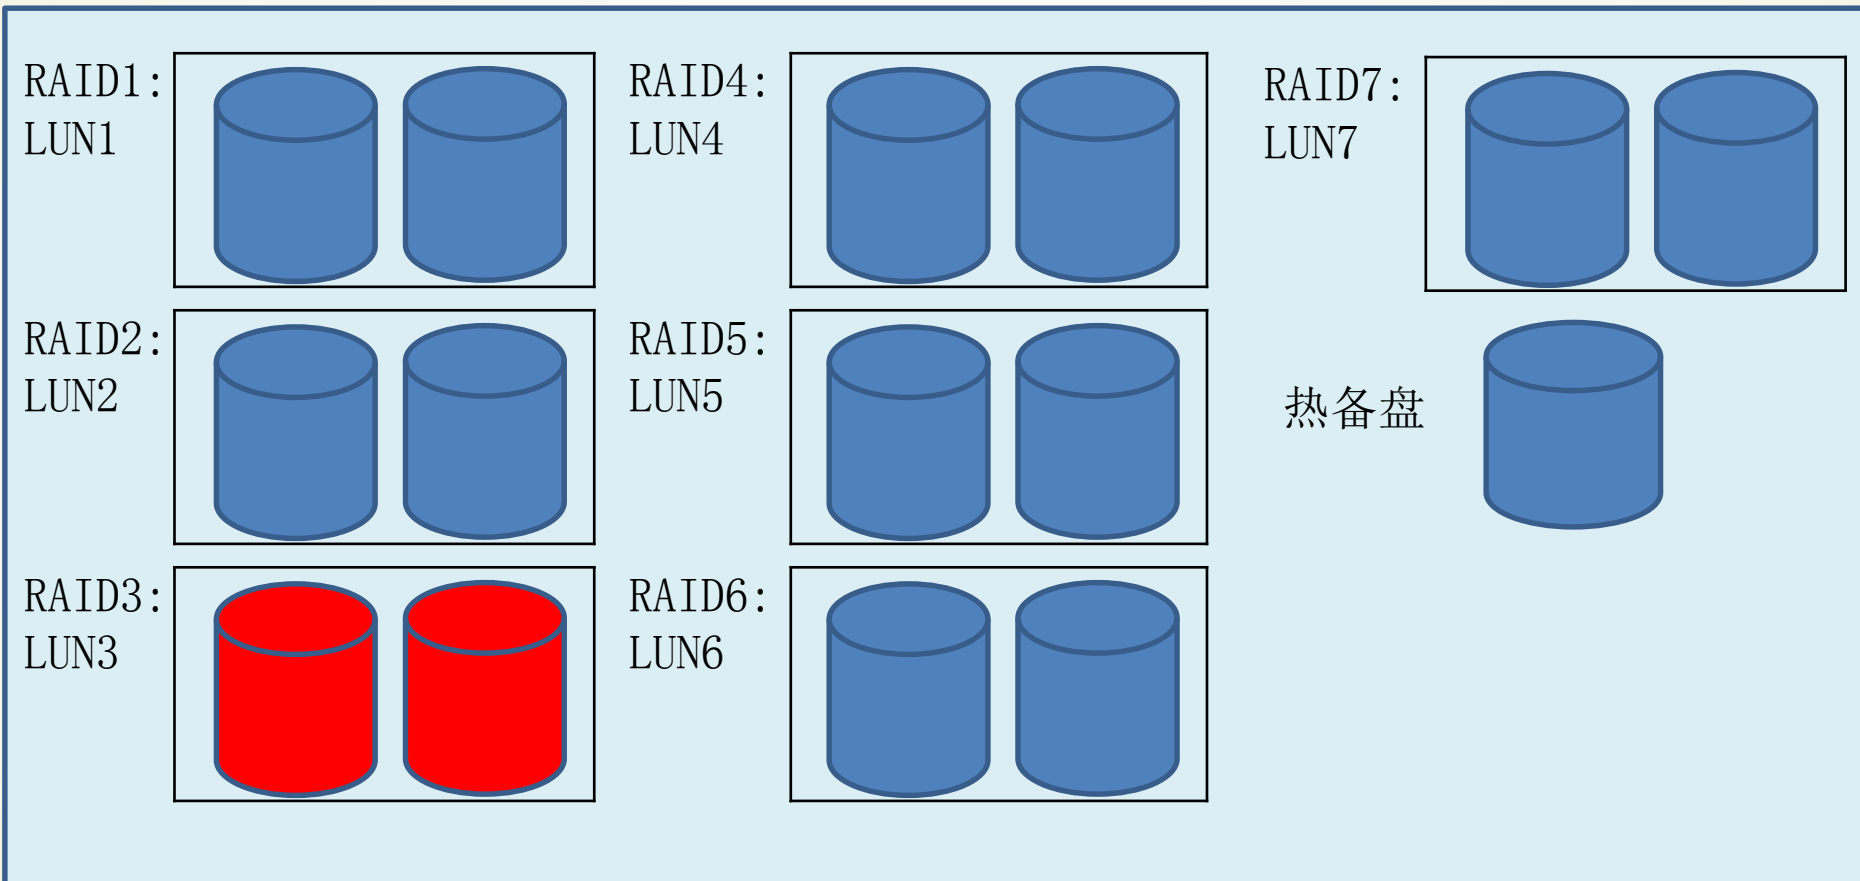 RAID1:
LUN1
RAID2:
LUN2
RAID3:
LUN3
RAID4:
LUN4
RAID5:
LUN5
RAID6:
LUN6
RAID7:
LUN7
热备盘